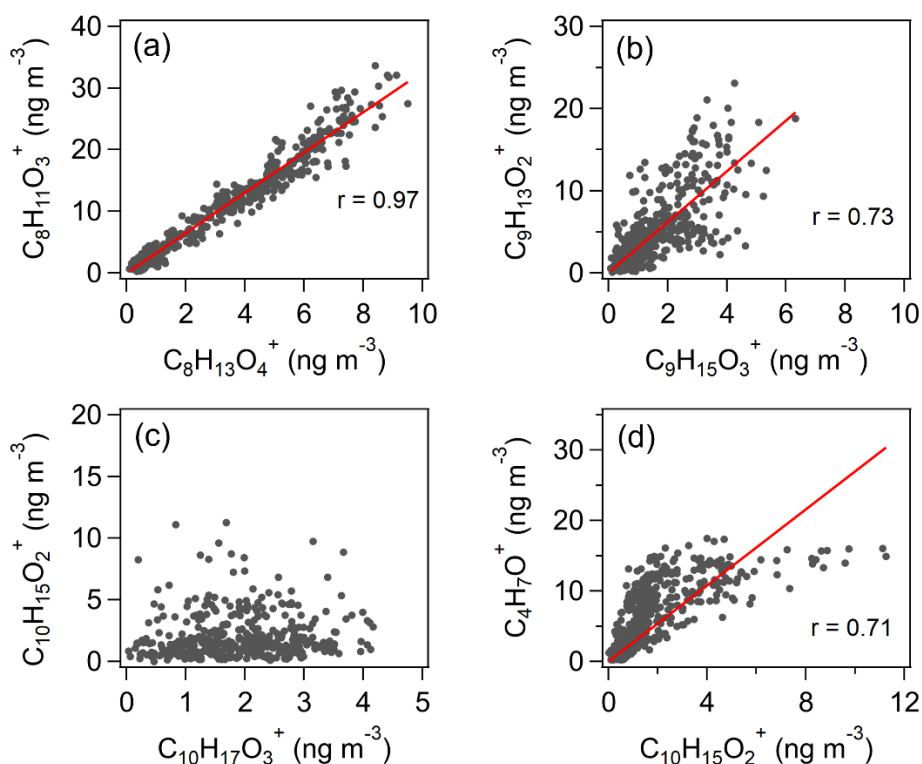 (a)
C₈H₁₁O₃⁺ (ng m⁻³)
40
30
20
10
0
r = 0.97
0 2 4 6 8 10
C₈H₁₃O₄⁺ (ng m⁻³)
(b)
C₉H₁₃O₂⁺ (ng m⁻³)
30
20
10
0
r = 0.73
0 2 4 6 8 10
C₉H₁₅O₃⁺ (ng m⁻³)
(c)
C₁₀H₁₅O₂⁺ (ng m⁻³)
20
15
10
5
0
0 1 2 3 4 5
C₁₀H₁₇O₃⁺ (ng m⁻³)
(d)
C₄H₇O⁺ (ng m⁻³)
30
20
10
0
r = 0.71
0 4 8 12
C₁₀H₁₅O₂⁺ (ng m⁻³)